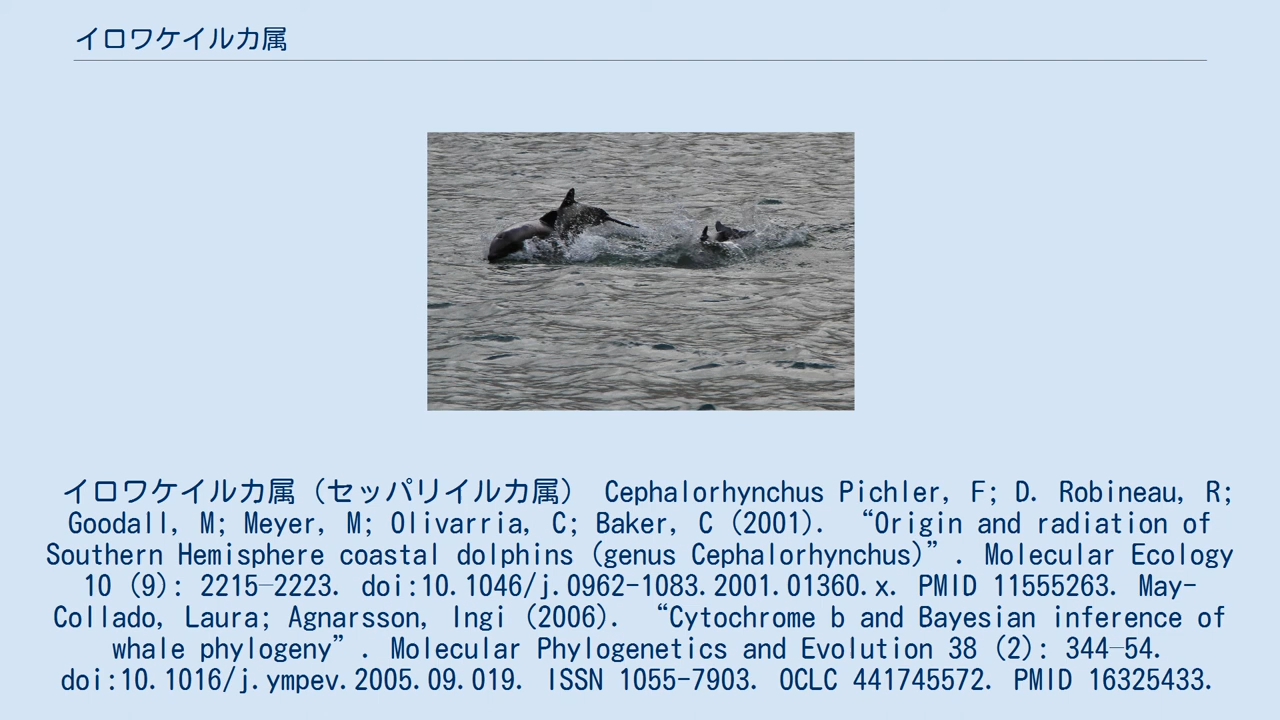 イロワケイルカ属
イロワケイルカ属（セッパリイルカ属） Cephalorhynchus Pichler, F; D. Robineau, R;
Goodall, M; Meyer, M; Olivarria, C; Baker, C (2001). “Origin and radiation of
Southern Hemisphere coastal dolphins (genus Cephalorhynchus)”. Molecular Ecology
10 (9): 2215–2223. doi:10.1046/j.0962-1083.2001.01360.x. PMID 11555263. May-
Collado, Laura; Agnarsson, Ingi (2006). “Cytochrome b and Bayesian inference of
whale phylogeny”. Molecular Phylogenetics and Evolution 38 (2): 344–54.
doi:10.1016/j.ympev.2005.09.019. ISSN 1055-7903. OCLC 441745572. PMID 16325433.